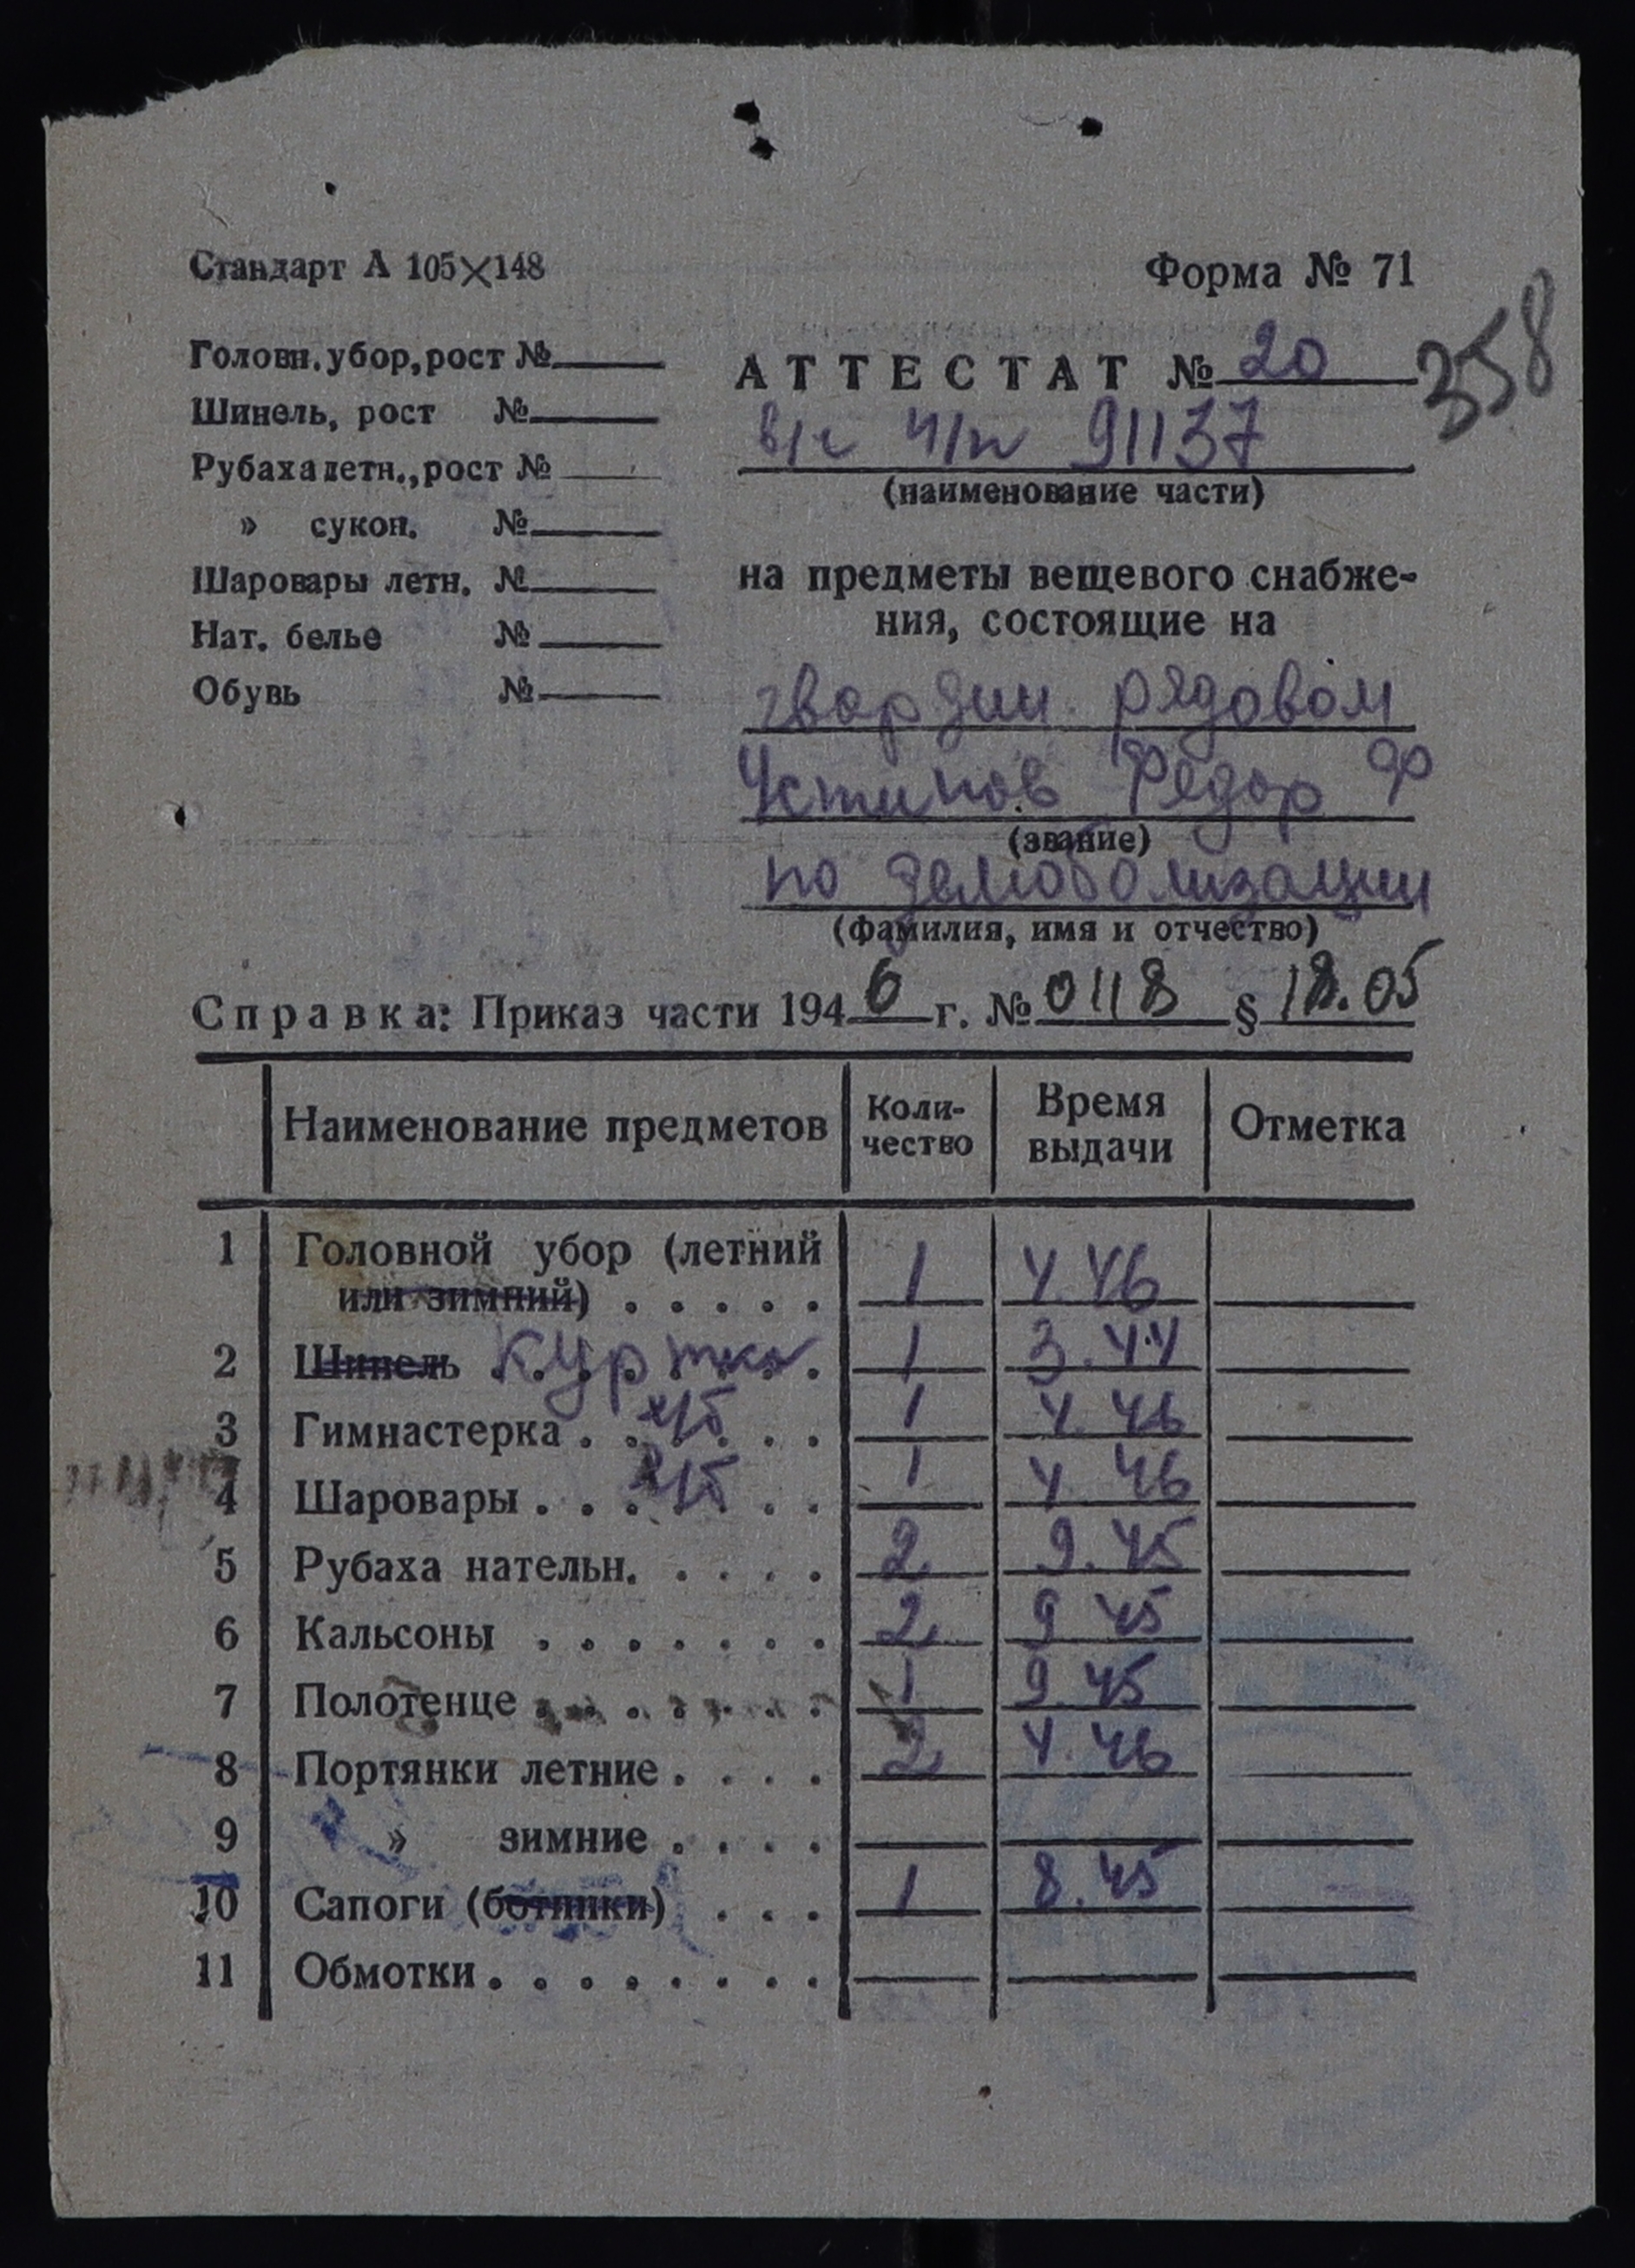 Стандарт А 105×148
Форма № 71
Головн. убор, рост №
Шинель, рост №
Рубаха летн., рост №
» сукон. №
Шаровары летн. №
Нат. белье №
Обувь №
АТТЕСТАТ № 20
358
в/ч п/п 91137
(наименование части)
на предметы вещевого снабже-
ния, состоящие на
гвардии рядовом
Устинов Федор Ф
(звание)
по демоболизации
(фамилия, имя и отчество)
Справка: Приказ части 1946 г. № 0118 § 18.05
Наименование предметов Коли-чество Время выдачи Отметка
1 Головной убор (летний
или зимний) . . . . . 1 4.46
2 Шинель Куртка 1 3.44
3 Гимнастерка . х/б 1 4.46
4 Шаровары . х/б 1 4 46
5 Рубаха нательн. . . . . 2 9.45
6 Кальсоны . . . . . . . 2 9 45
7 Полотенце . . . . . . . 1 9.45
8 Портянки летние . . . . 2 4.46
9 » зимние . . . .
10 Сапоги (ботинки) . . . 1 8.45
11 Обмотки . . . . . . . .